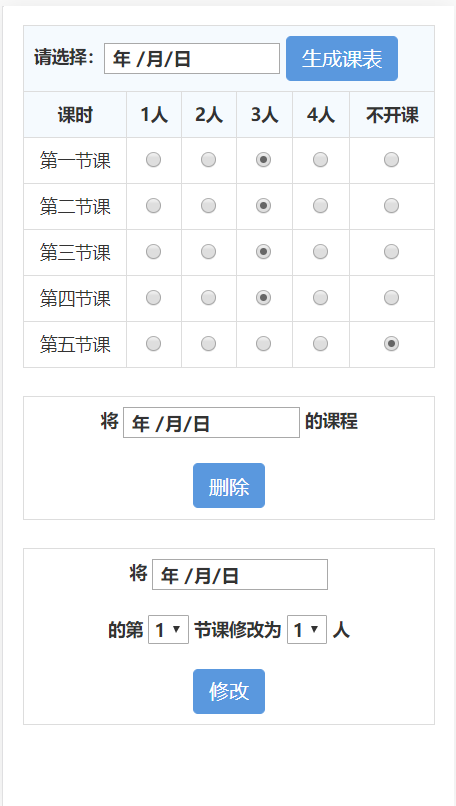 请选择: 年 /月/日 生成课表
课时 1人 2人 3人 4人 不开课
第一节课
第二节课
第三节课
第四节课
第五节课
将 年 /月/日 的课程
删除
将 年 /月/日
的第 1 节课修改为 1 人
修改